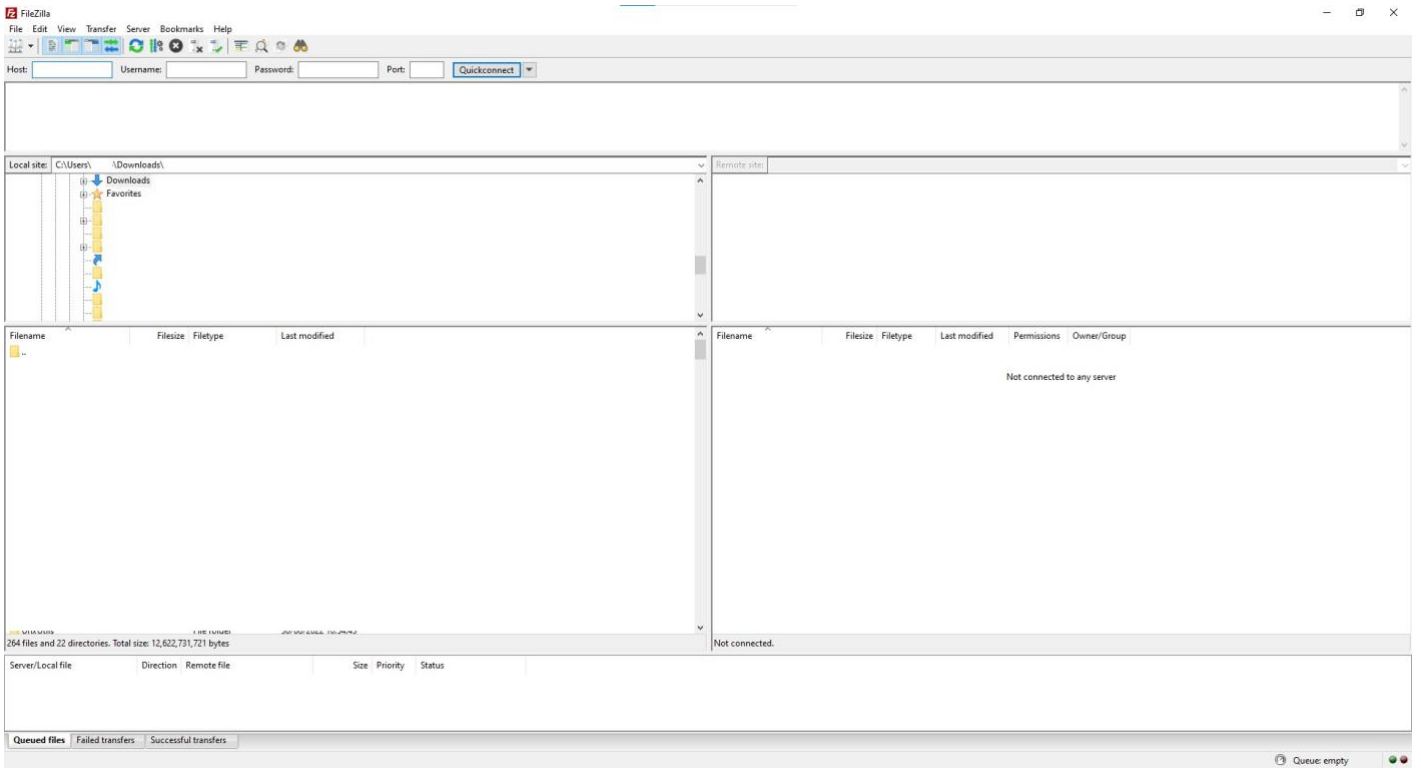 FileZilla
File Edit View Transfer Server Bookmarks Help
Host: Username: Password: Port: Quickconnect
Local site: C:\Users\ \Downloads\
Remote site:
Downloads
Favorites
Filename Filesize Filetype Last modified
Filename Filesize Filetype Last modified Permissions Owner/Group
..
Not connected to any server
264 files and 22 directories. Total size: 12,622,731,721 bytes
Not connected.
Server/Local file Direction Remote file Size Priority Status
Queued files Failed transfers Successful transfers
Queue: empty